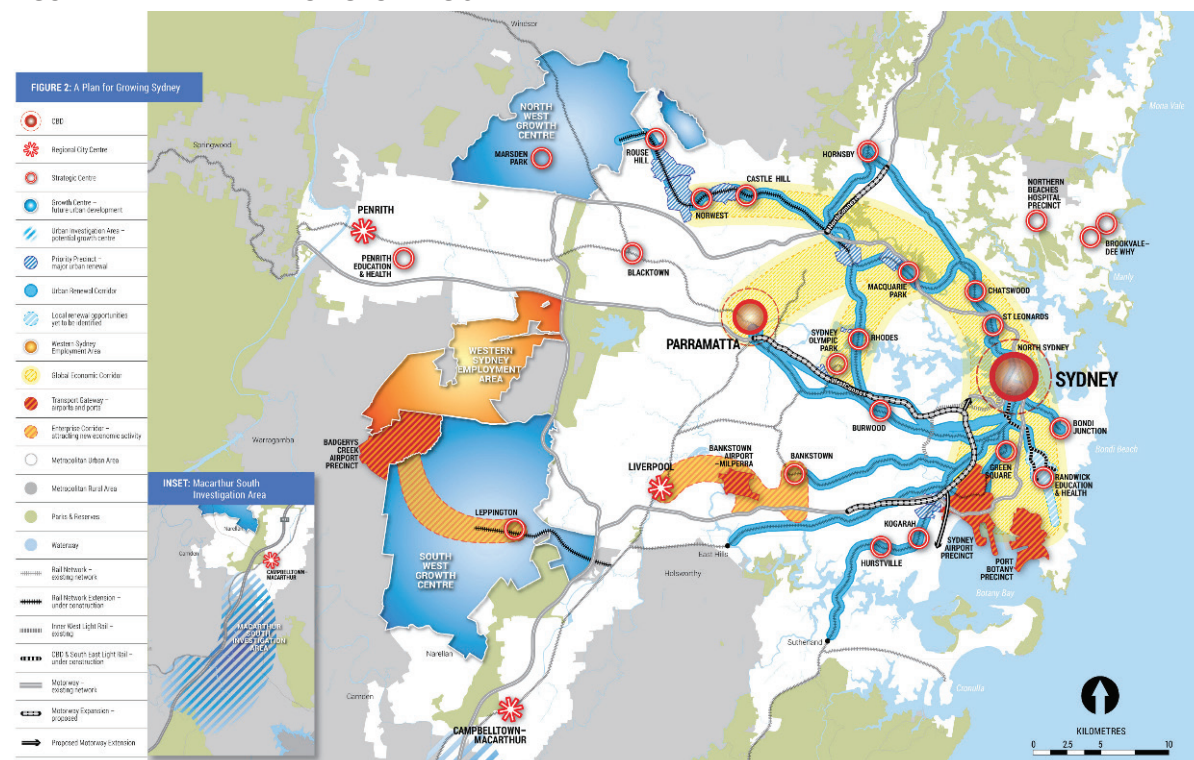 FIGURE 2: A Plan for Growing Sydney
CBD
Regional City Centre
Strategic Centre
Growth Centre –
future urban development
Urban Investigation Area –
potential growth centre
Priority Precinct –
major urban renewal
Urban Renewal Corridor
Local renewal opportunities
yet to be identified
Western Sydney
Employment Area
Global Economic Corridor
Transport Gateway –
airports and ports
Enterprise Corridor –
attracting new economic activity
Metropolitan Urban Area
Metropolitan Rural Area
Parks & Reserves
Waterway
Rail Network –
existing network
Rail Network Extension –
under construction
Inner West Light Rail –
existing
CBD & South East Light Rail –
under construction
Motorway –
existing network
Motorway Expansion –
proposed
Proposed Motorway Extension
Windsor
Mona Vale
NORTH
WEST
GROWTH
CENTRE
MARSDEN
PARK
ROUSE
HILL
HORNSBY
Springwood
CASTLE HILL
NORWEST
NORTHERN
BEACHES
HOSPITAL
PRECINCT
PENRITH
PENRITH
EDUCATION
& HEALTH
BLACKTOWN
BROOKVALE–
DEE WHY
Manly
MACQUARIE
PARK
CHATSWOOD
ST LEONARDS
PARRAMATTA
SYDNEY
OLYMPIC
PARK
RHODES
NORTH SYDNEY
SYDNEY
WESTERN
SYDNEY
EMPLOYMENT
AREA
BURWOOD
BONDI
JUNCTION
Bondi Beach
Warragamba
BADGERYS
CREEK
AIRPORT
PRECINCT
LIVERPOOL
BANKSTOWN
AIRPORT
–MILPERRA
BANKSTOWN
GREEN
SQUARE
RANDWICK
EDUCATION
& HEALTH
LEPPINGTON
KOGARAH
SYDNEY
AIRPORT
PRECINCT
PORT
BOTANY
PRECINCT
SOUTH
WEST
GROWTH
CENTRE
East Hills
Holsworthy
HURSTVILLE
Botany Bay
Sutherland
Narellan
Camden
Cronulla
CAMPBELLTOWN–
MACARTHUR
INSET: Macarthur South
Investigation Area
Narellan
Camden
CAMPBELLTOWN–
MACARTHUR
MACARTHUR
SOUTH
INVESTIGATION
AREA
KILOMETRES
0 2.5 5 10